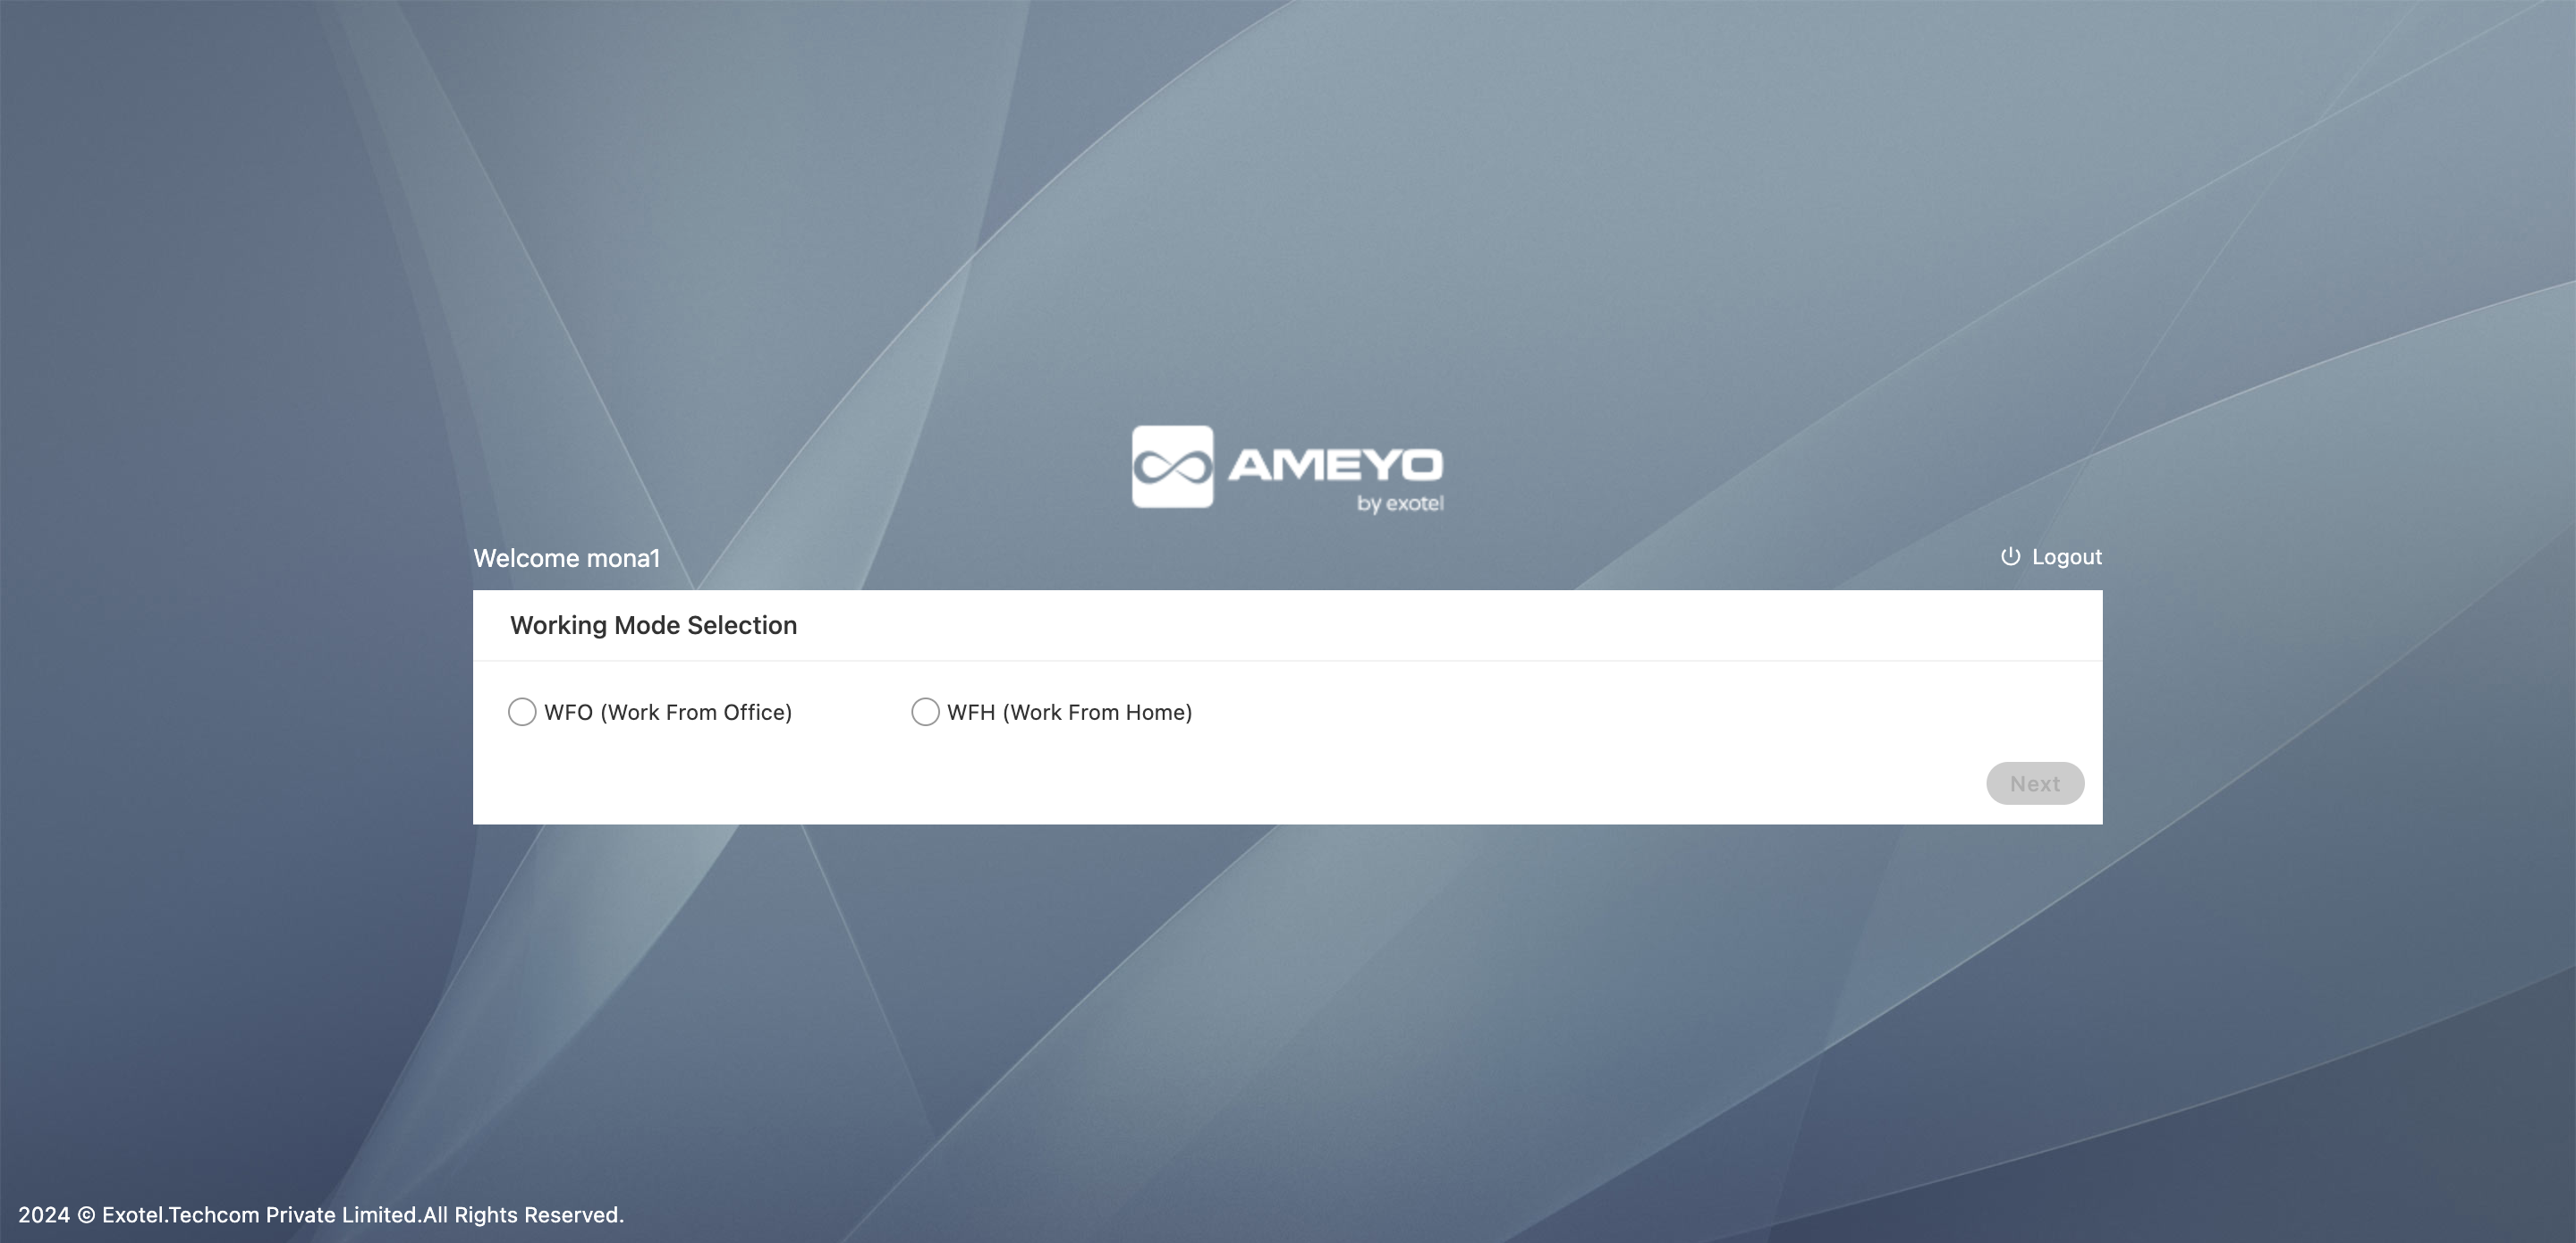 AMEYO
by exotel
Welcome mona1
Logout
Working Mode Selection
WFO (Work From Office)
WFH (Work From Home)
Next
2024 © Exotel.Techcom Private Limited.All Rights Reserved.